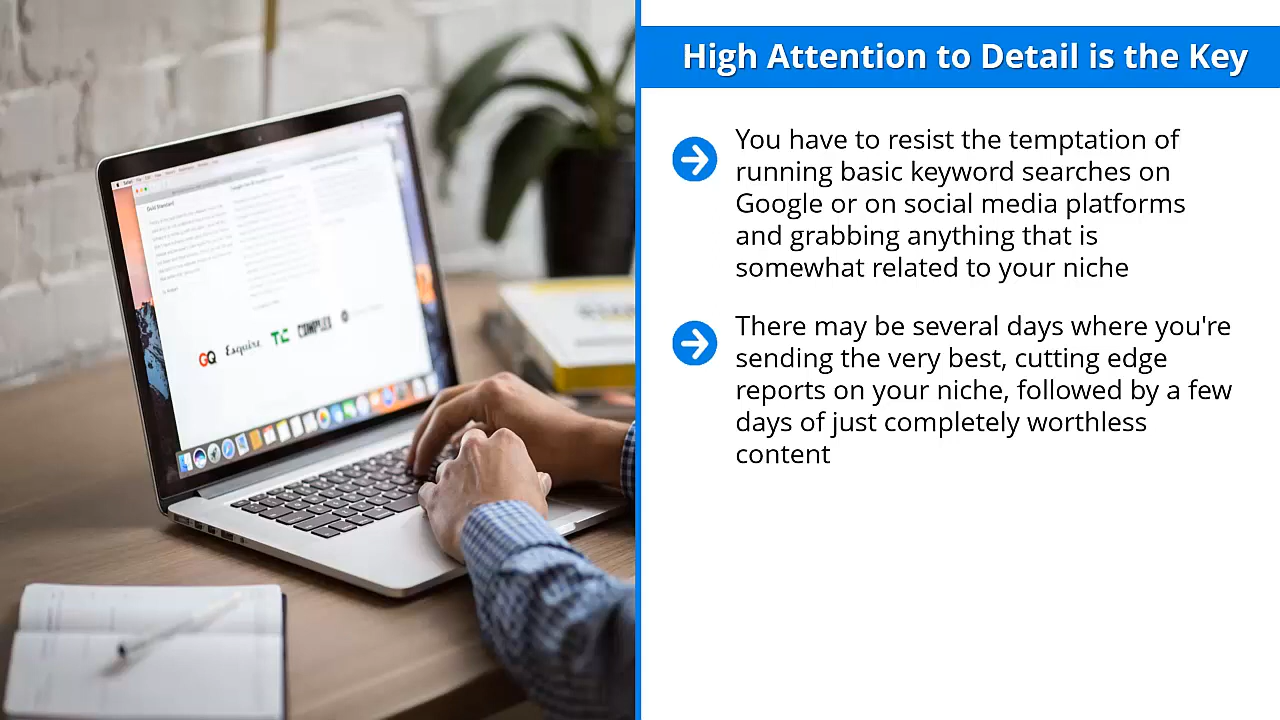 High Attention to Detail is the Key
You have to resist the temptation of
running basic keyword searches on
Google or on social media platforms
and grabbing anything that is
somewhat related to your niche
There may be several days where you're
sending the very best, cutting edge
reports on your niche, followed by a few
days of just completely worthless
content
GQ Esquire TC COMPLEX